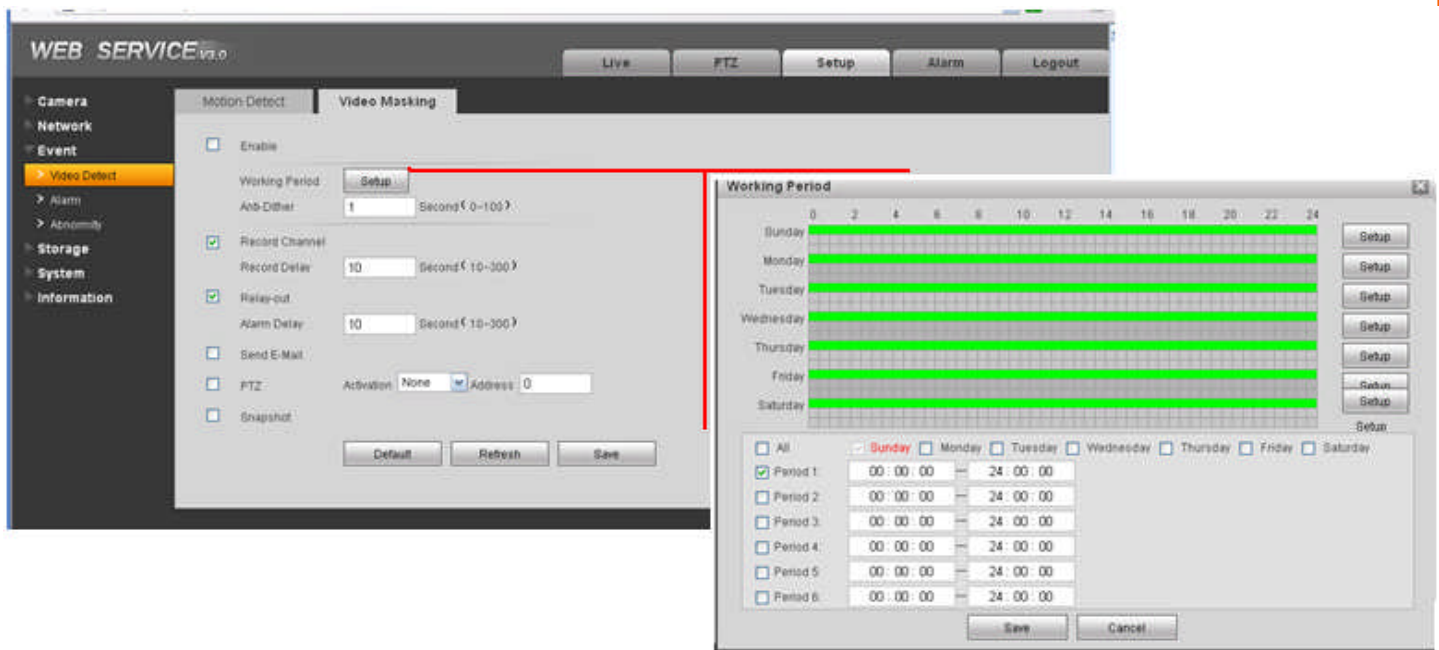 WEB SERVICE V3.0
Live PTZ Setup Alarm Logout
Camera
Network
Event
Video Detect
Alarm
Abnormity
Storage
System
Information
Motion Detect Video Masking
Enable
Working Period Setup
Anti-Dither 1 Second( 0~100)
Record Channel
Record Delay 10 Second( 10~300)
Relay-out
Alarm Delay 10 Second( 10~300)
Send E-Mail
PTZ Activation None Address 0
Snapshot
Default Refresh Save
Working Period
0 2 4 6 8 10 12 14 16 18 20 22 24
Sunday Setup
Monday Setup
Tuesday Setup
Wednesday Setup
Thursday Setup
Friday Setup
Saturday Setup
Setup
All Sunday Monday Tuesday Wednesday Thursday Friday Saturday
Period 1: 00 : 00 : 00 — 24 : 00 : 00
Period 2: 00 : 00 : 00 — 24 : 00 : 00
Period 3: 00 : 00 : 00 — 24 : 00 : 00
Period 4: 00 : 00 : 00 — 24 : 00 : 00
Period 5: 00 : 00 : 00 — 24 : 00 : 00
Period 6: 00 : 00 : 00 — 24 : 00 : 00
Save Cancel